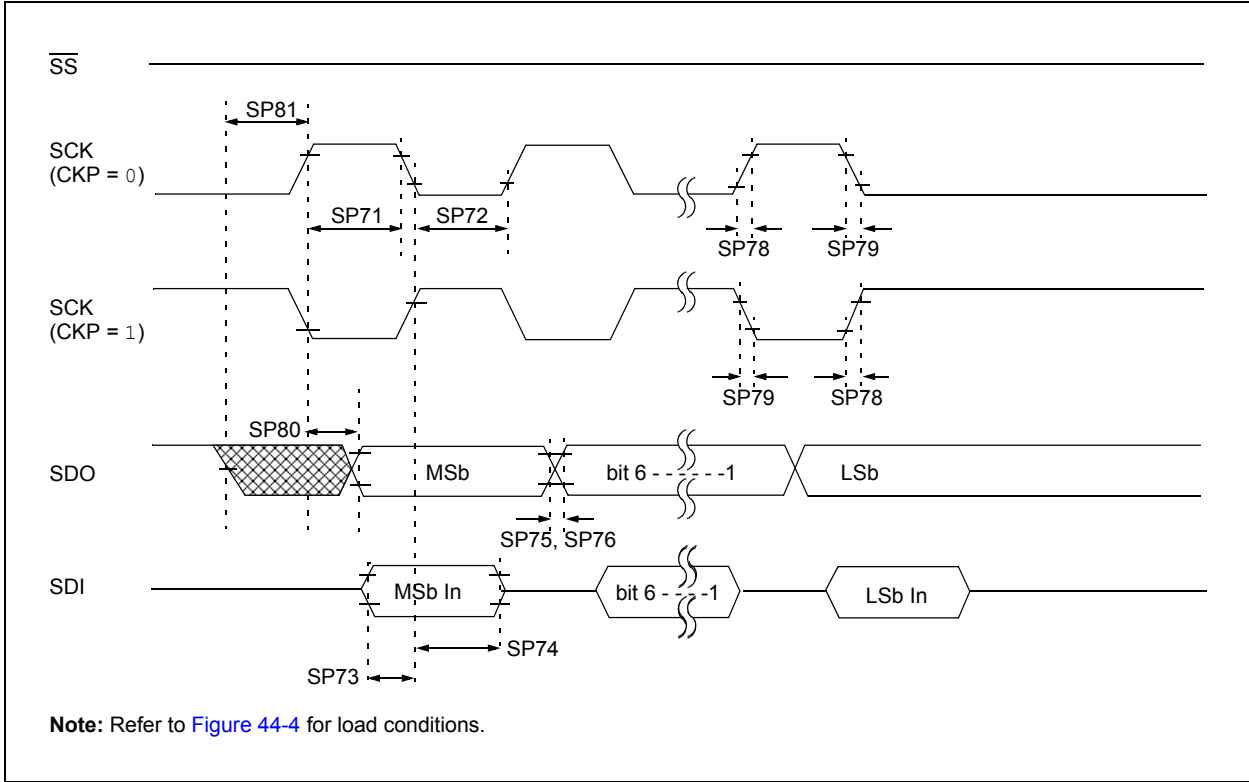 SS
SP81
SCK
(CKP = 0)
SP71
SP72
SP78
SP79
SCK
(CKP = 1)
SP79
SP78
SP80
SDO
MSb
bit 6 - - - - - -1
LSb
SP75, SP76
SDI
MSb In
bit 6 - - - - -1
LSb In
SP74
SP73
Note: Refer to Figure 44-4 for load conditions.